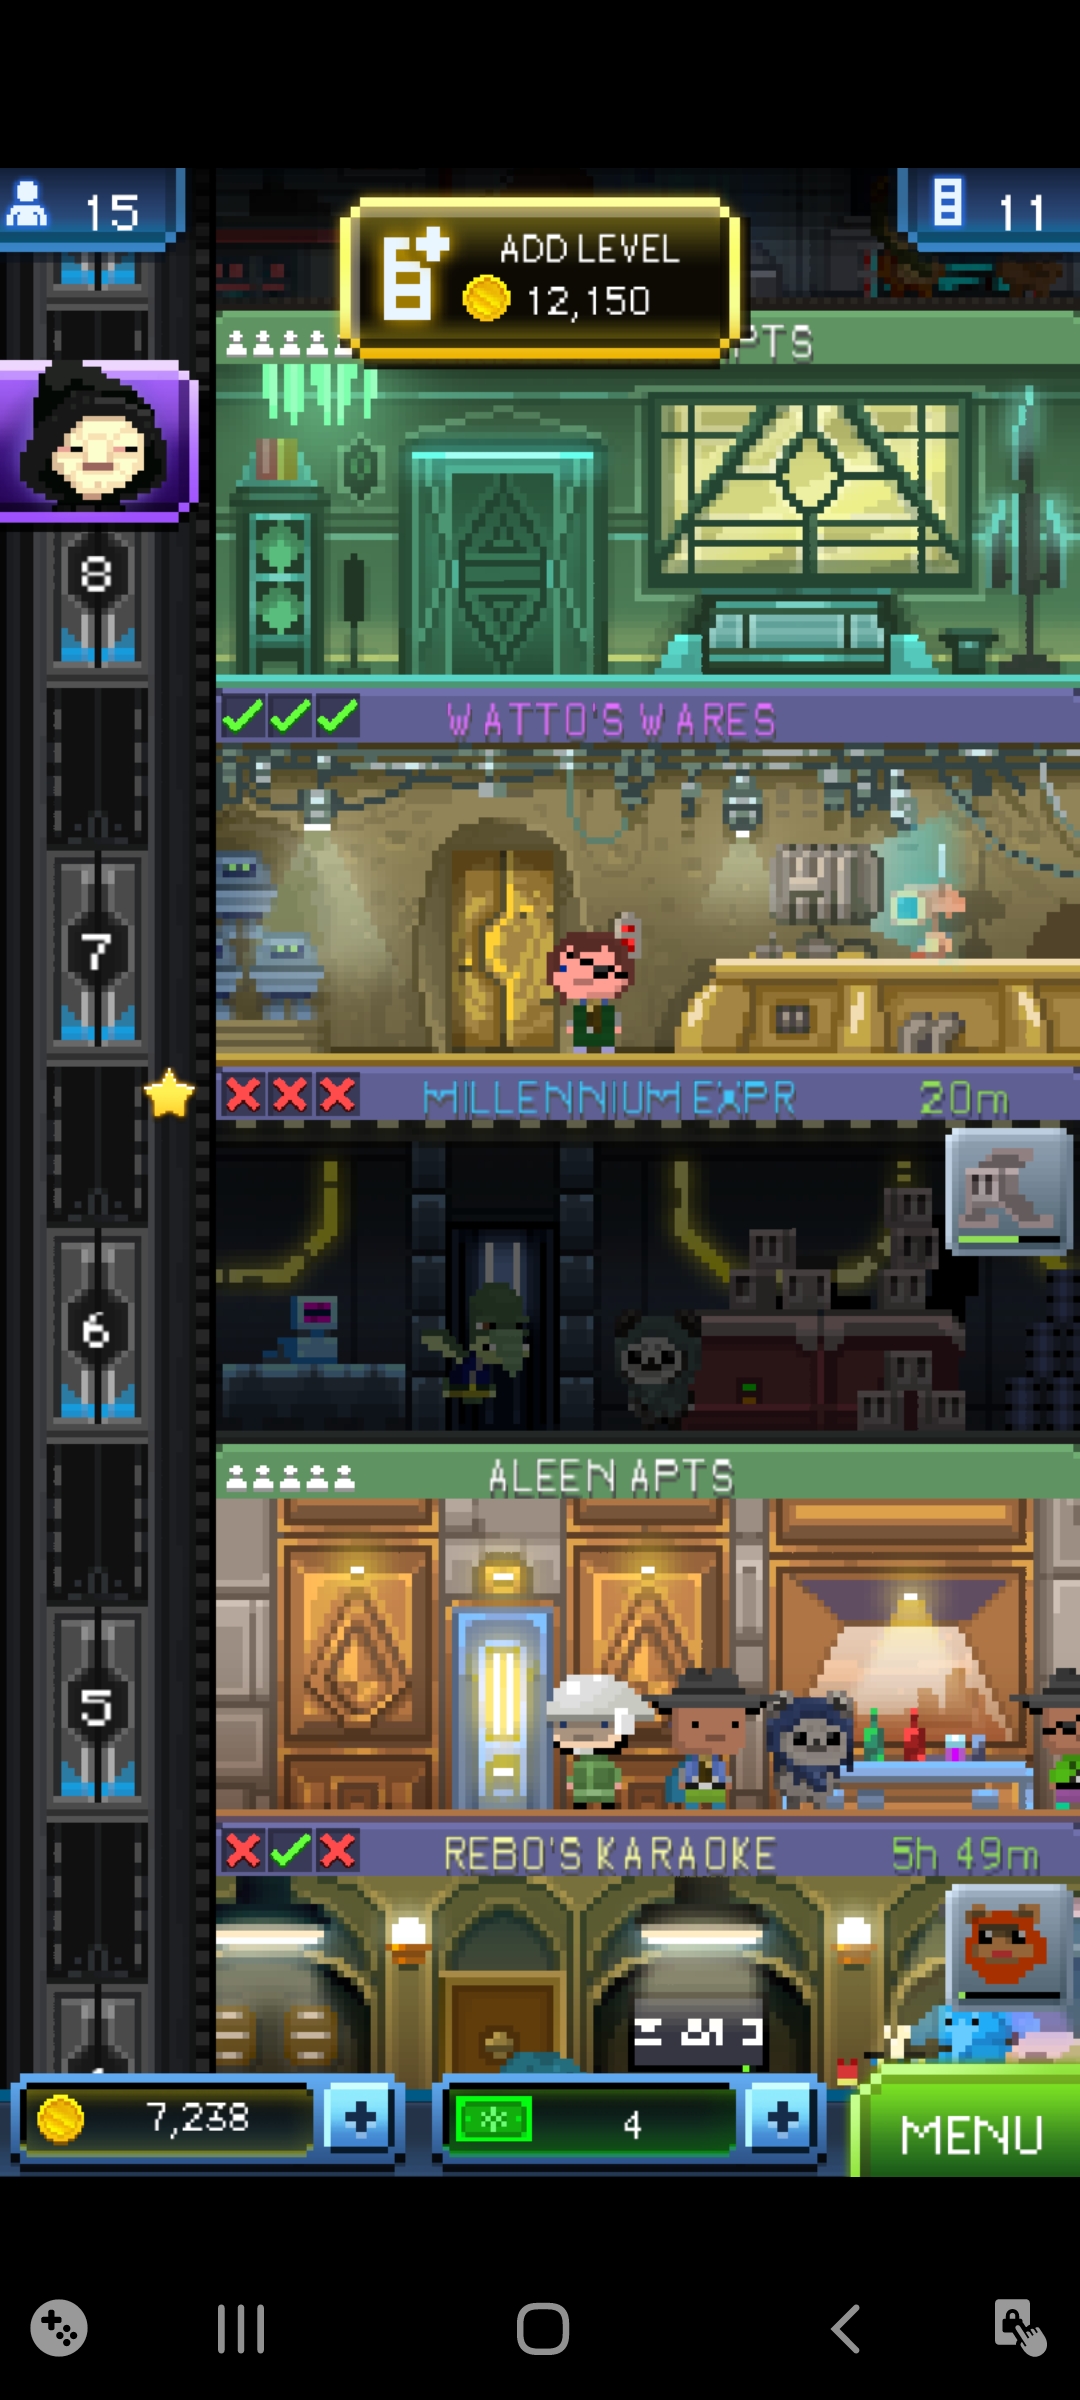 15
ADD LEVEL
12,150
11
PTS
8
WATTO'S WARES
7
MILLENNIUM EXPR 20m
6
ALEEN APTS
5
REBO'S KARAOKE 5h 49m
7,238
4
MENU